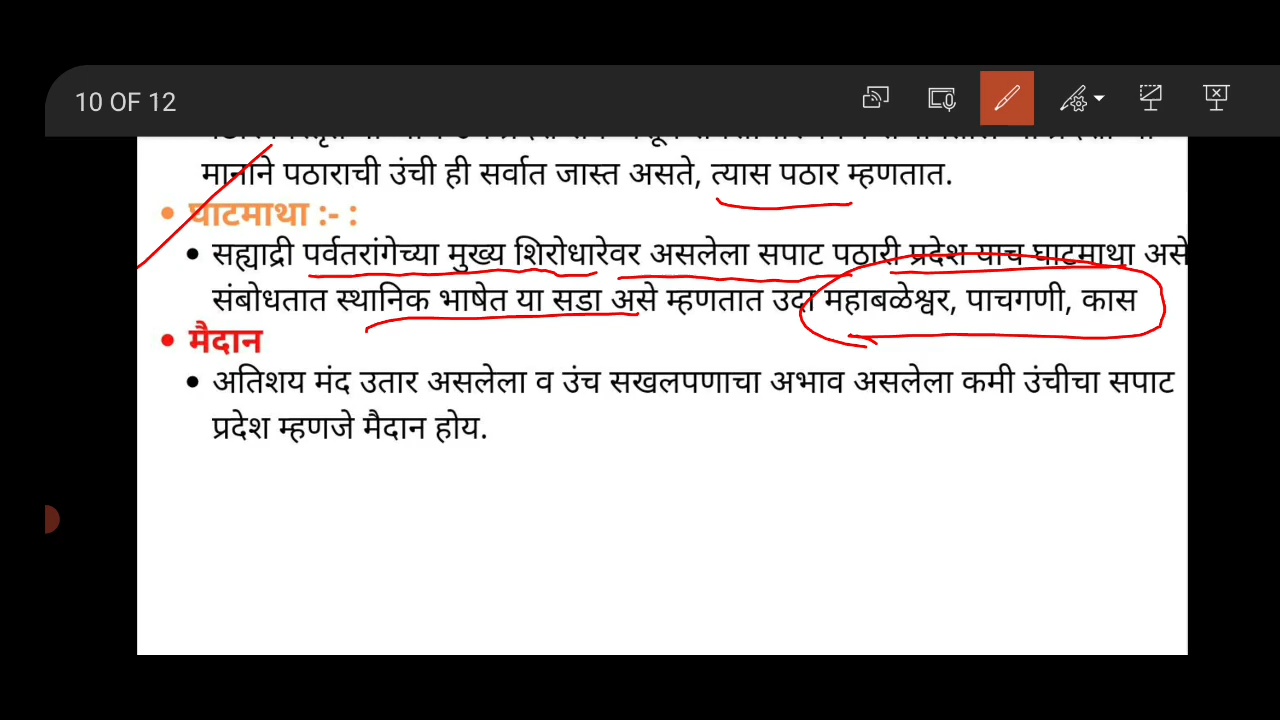 10 OF 12
मानाने पठाराची उंची ही सर्वात जास्त असते, त्यास पठार म्हणतात.
• घाटमाथा :- :
• सह्याद्री पर्वतरांगेच्या मुख्य शिरोधारेवर असलेला सपाट पठारी प्रदेश याच घाटमाथा असे
संबोधतात स्थानिक भाषेत या सडा असे म्हणतात उदा महाबळेश्वर, पाचगणी, कास
• मैदान
• अतिशय मंद उतार असलेला व उंच सखलपणाचा अभाव असलेला कमी उंचीचा सपाट
प्रदेश म्हणजे मैदान होय.